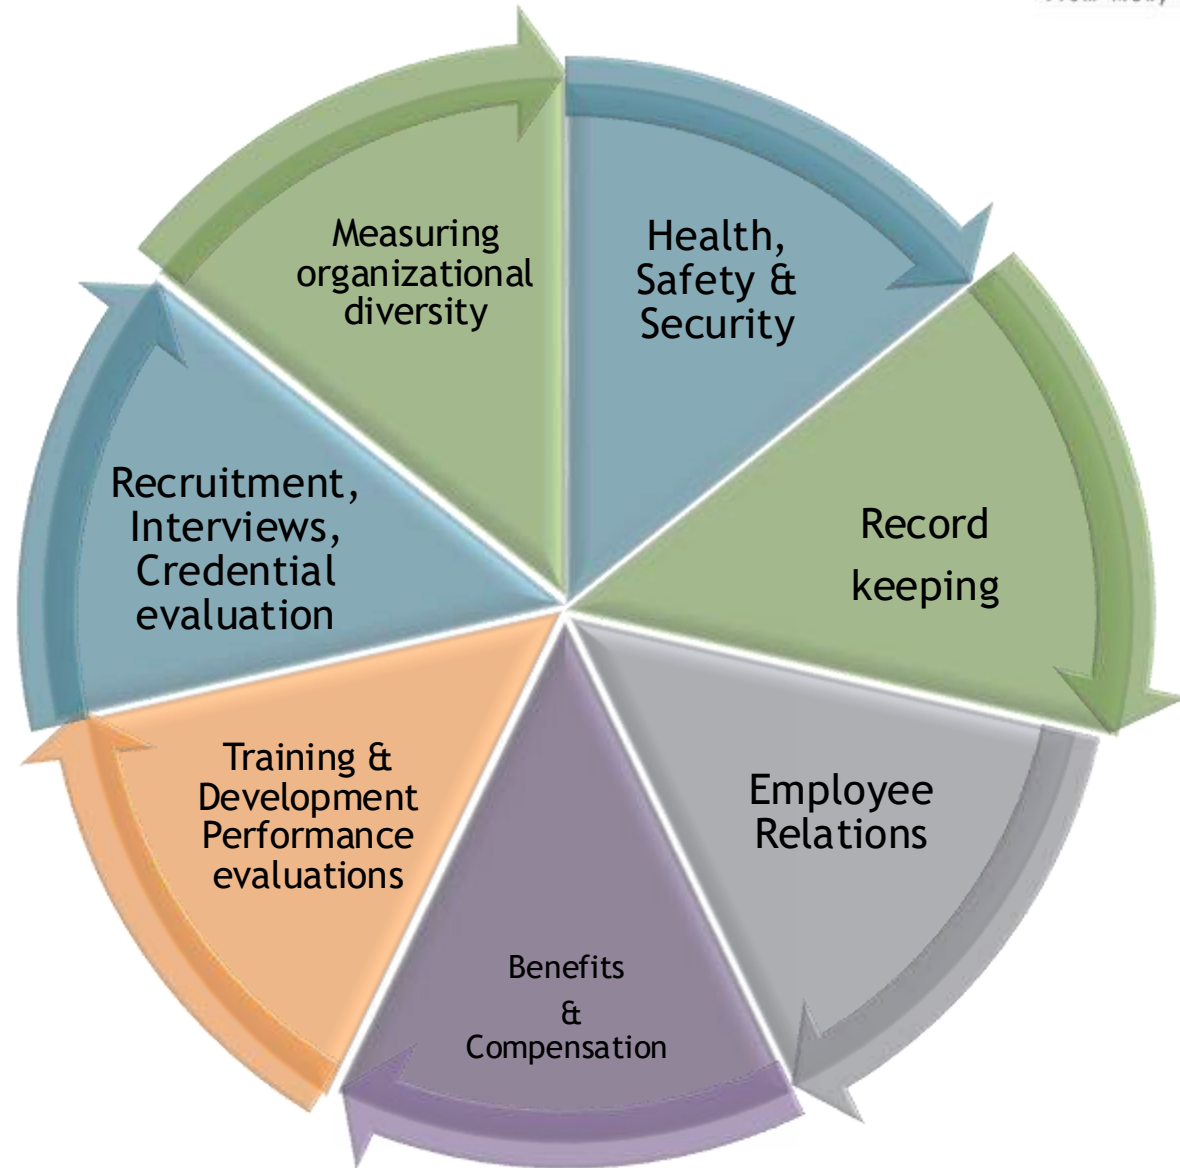 Measuring
organizational
diversity
Health,
Safety &
Security
Record
keeping
Employee
Relations
Benefits
&
Compensation
Training &
Development
Performance
evaluations
Recruitment,
Interviews,
Credential
evaluation